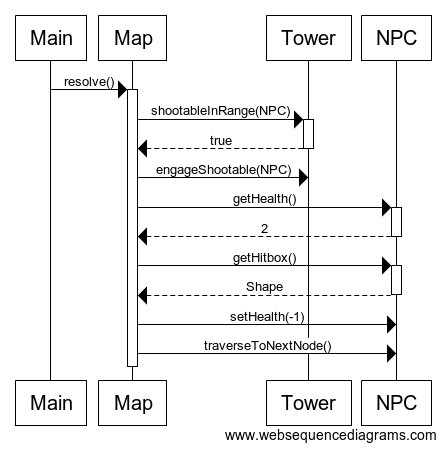 Main Map Tower NPC
resolve()
shootableInRange(NPC)
true
engageShootable(NPC)
getHealth()
2
getHitbox()
Shape
setHealth(-1)
traverseToNextNode()
Main Map Tower NPC
www.websequencediagrams.com